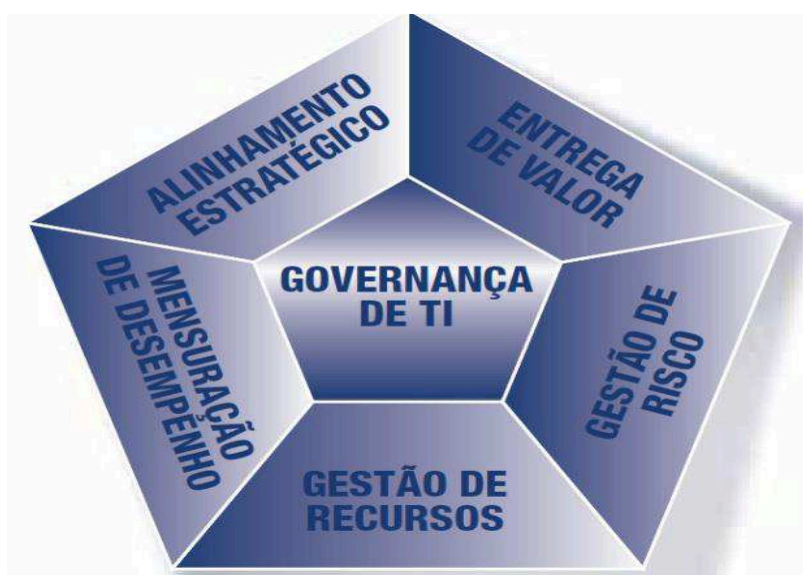 ALINHAMENTO
ESTRATÉGICO
ENTREGA
DE VALOR
GOVERNANÇA
DE TI
MENSURAÇÃO
DE DESEMPENHO
GESTÃO DE
RISCO
GESTÃO DE
RECURSOS